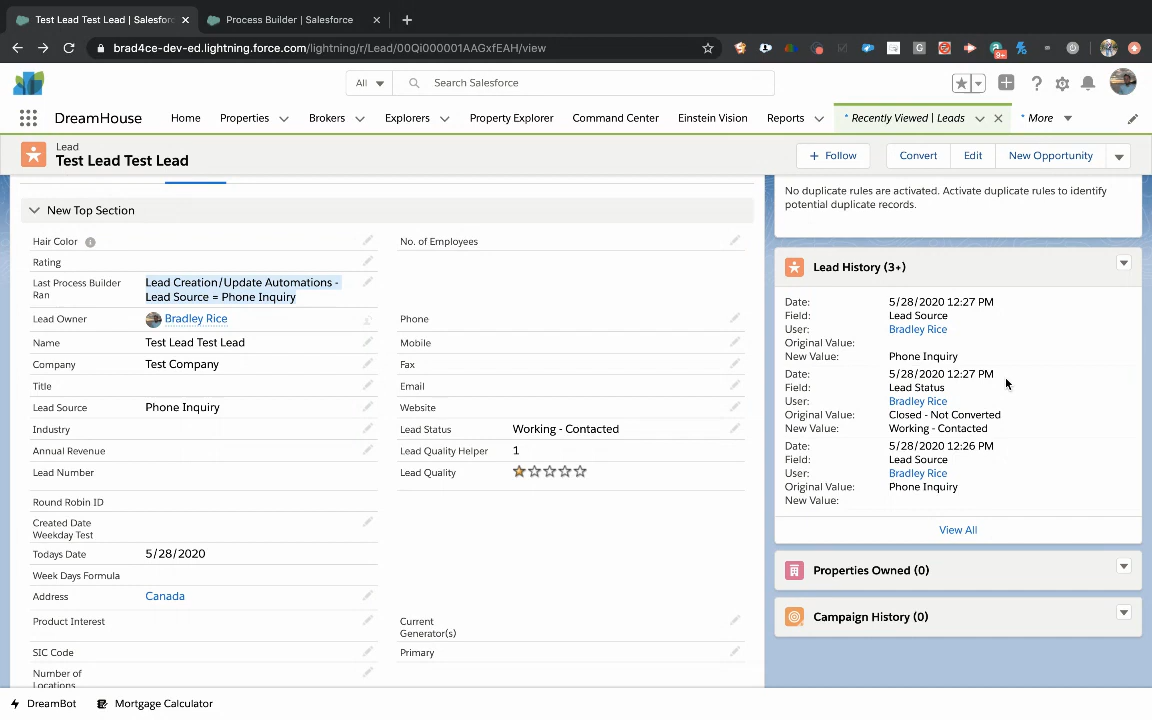 Test Lead Test Lead | Salesforc
Process Builder | Salesforce
brad4ce-dev-ed.lightning.force.com/lightning/r/Lead/00Qi000001AAGxfEAH/view
G
9+
All
Search Salesforce
DreamHouse
Home
Properties
Brokers
Explorers
Property Explorer
Command Center
Einstein Vision
Reports
* Recently Viewed | Leads
* More
Lead
Test Lead Test Lead
+ Follow
Convert
Edit
New Opportunity
New Top Section
Hair Color
Rating
Last Process Builder
Ran
Lead Creation/Update Automations -
Lead Source = Phone Inquiry
Lead Owner
Bradley Rice
Name
Test Lead Test Lead
Company
Test Company
Title
Lead Source
Phone Inquiry
Industry
Annual Revenue
Lead Number
Round Robin ID
Created Date
Weekday Test
Todays Date
5/28/2020
Week Days Formula
Address
Canada
Product Interest
SIC Code
Number of
Locations
No. of Employees
Phone
Mobile
Fax
Email
Website
Lead Status
Working - Contacted
Lead Quality Helper
1
Lead Quality
Current
Generator(s)
Primary
No duplicate rules are activated. Activate duplicate rules to identify
potential duplicate records.
Lead History (3+)
Date: 5/28/2020 12:27 PM
Field: Lead Source
User: Bradley Rice
Original Value:
New Value: Phone Inquiry
Date: 5/28/2020 12:27 PM
Field: Lead Status
User: Bradley Rice
Original Value: Closed - Not Converted
New Value: Working - Contacted
Date: 5/28/2020 12:26 PM
Field: Lead Source
User: Bradley Rice
Original Value: Phone Inquiry
New Value:
View All
Properties Owned (0)
Campaign History (0)
DreamBot
Mortgage Calculator